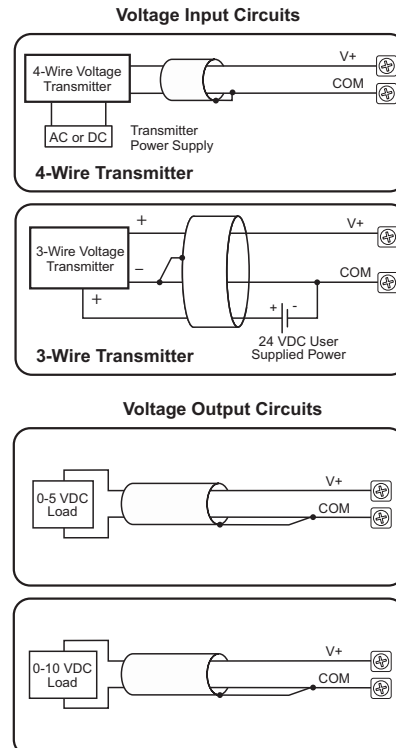 Voltage Input Circuits
4-Wire Voltage
Transmitter
V+
COM
AC or DC
Transmitter
Power Supply
4-Wire Transmitter
+
V+
3-Wire Voltage
Transmitter
–
COM
+
+ -
24 VDC User
Supplied Power
3-Wire Transmitter
Voltage Output Circuits
0-5 VDC
Load
V+
COM
0-10 VDC
Load
V+
COM